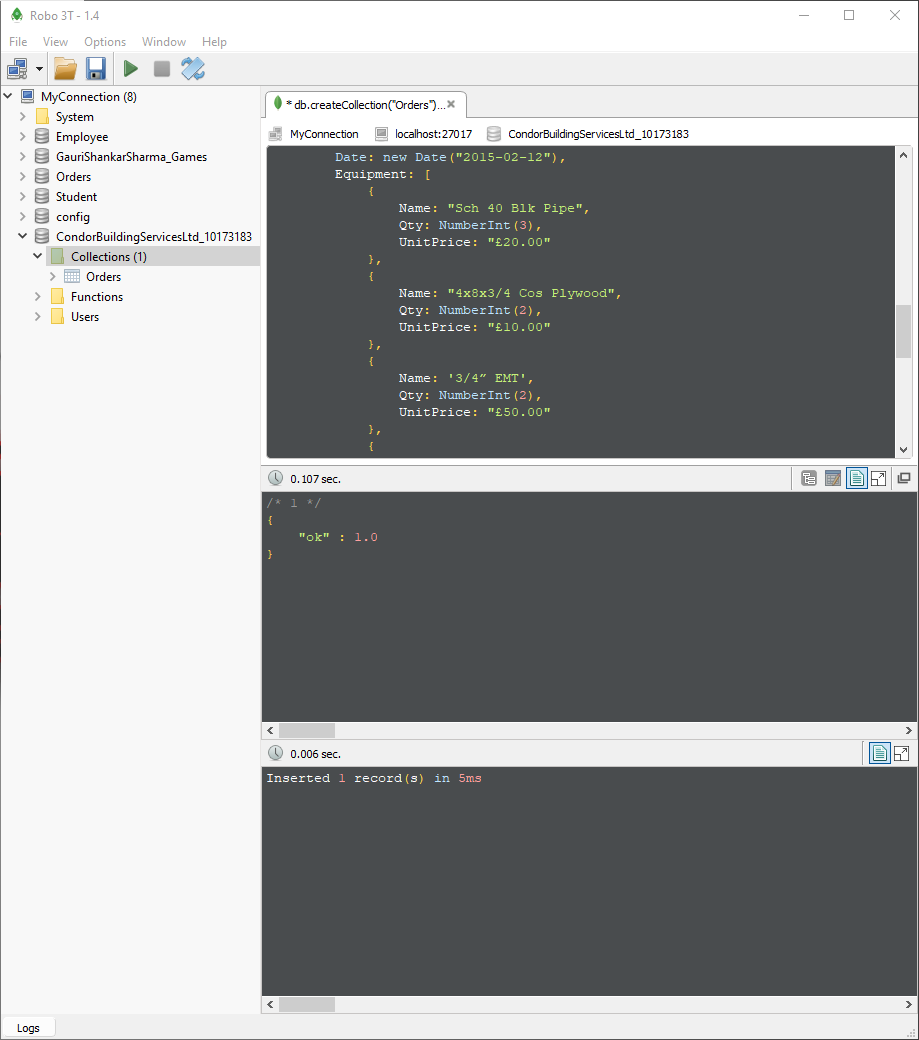 Robo 3T - 1.4
File View Options Window Help
MyConnection (8)
System
Employee
GauriShankarSharma_Games
Orders
Student
config
CondorBuildingServicesLtd_10173183
Collections (1)
Orders
Functions
Users
* db.createCollection("Orders")...
MyConnection localhost:27017 CondorBuildingServicesLtd_10173183
Date: new Date("2015-02-12"),
Equipment: [
{
Name: "Sch 40 Blk Pipe",
Qty: NumberInt(3),
UnitPrice: "£20.00"
},
{
Name: "4x8x3/4 Cos Plywood",
Qty: NumberInt(2),
UnitPrice: "£10.00"
},
{
Name: '3/4” EMT',
Qty: NumberInt(2),
UnitPrice: "£50.00"
},
{
0.107 sec.
/* 1 */
{
"ok" : 1.0
}
0.006 sec.
Inserted 1 record(s) in 5ms
Logs